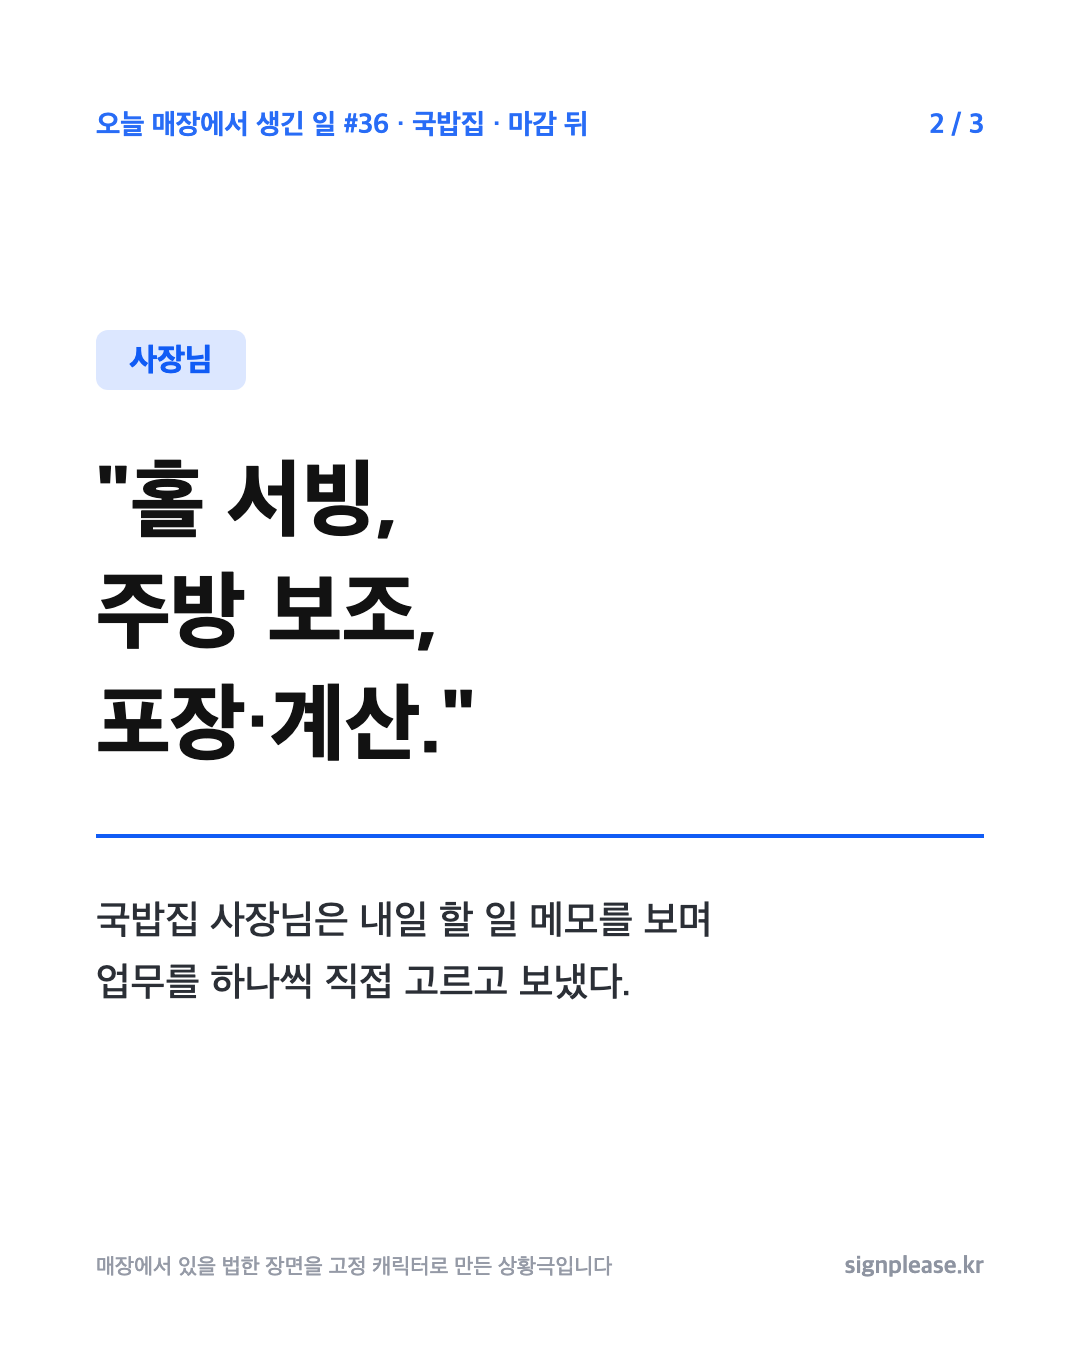 오늘 매장에서 생긴 일 #36 · 국밥집 · 마감 뒤
2 / 3
사장님
"홀 서빙,
주방 보조,
포장·계산."
국밥집 사장님은 내일 할 일 메모를 보며
업무를 하나씩 직접 고르고 보냈다.
매장에서 있을 법한 장면을 고정 캐릭터로 만든 상황극입니다
signplease.kr